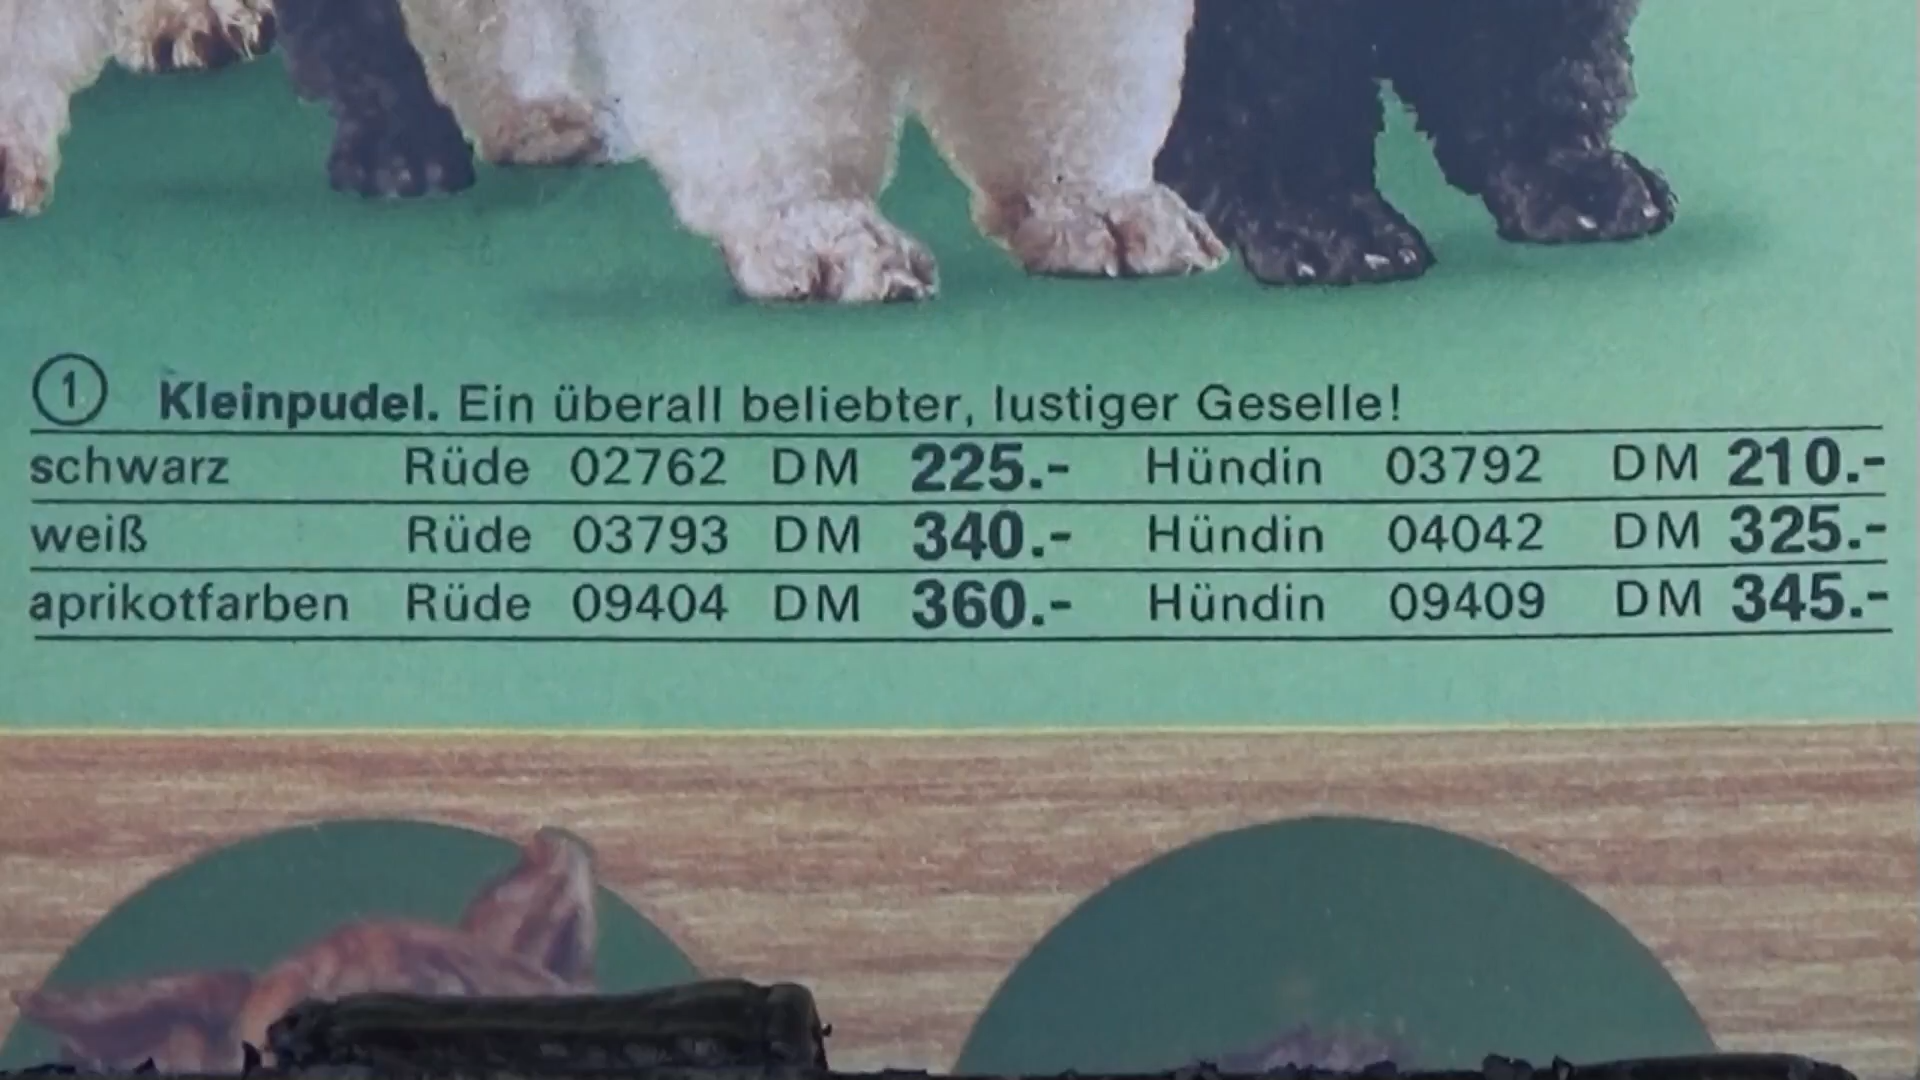 1 Kleinpudel. Ein überall beliebter, lustiger Geselle!
schwarz Rüde 02762 DM 225.- Hündin 03792 DM 210.-
weiß Rüde 03793 DM 340.- Hündin 04042 DM 325.-
aprikotfarben Rüde 09404 DM 360.- Hündin 09409 DM 345.-